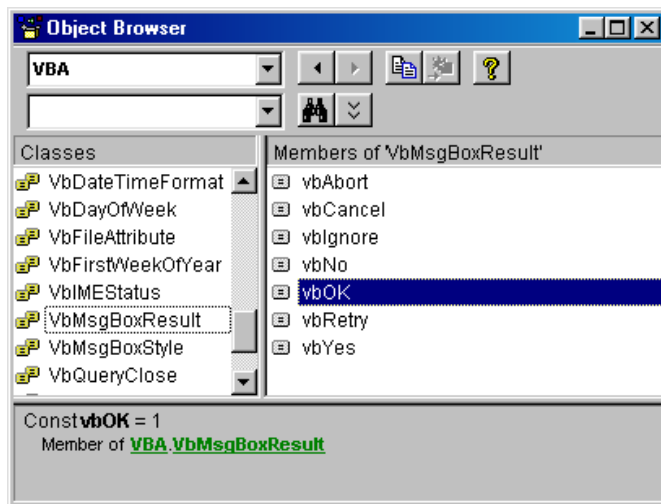 Object Browser
VBA
Classes
Members of 'VbMsgBoxResult'
VbDateTimeFormat
VbDayOfWeek
VbFileAttribute
VbFirstWeekOfYear
VbIMEStatus
VbMsgBoxResult
VbMsgBoxStyle
VbQueryClose
vbAbort
vbCancel
vbIgnore
vbNo
vbOK
vbRetry
vbYes
Const vbOK = 1
Member of VBA.VbMsgBoxResult